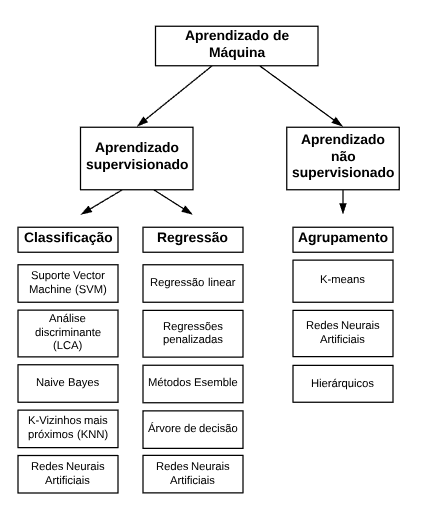 Aprendizado de
Máquina
Aprendizado
supervisionado
Aprendizado
não
supervisionado
Classificação
Regressão
Agrupamento
Suporte Vector
Machine (SVM)
Regressão linear
K-means
Análise
discriminante
(LCA)
Regressões
penalizadas
Redes Neurais
Artificiais
Naive Bayes
Métodos Esemble
Hierárquicos
K-Vizinhos mais
próximos (KNN)
Árvore de decisão
Redes Neurais
Artificiais
Redes Neurais
Artificiais